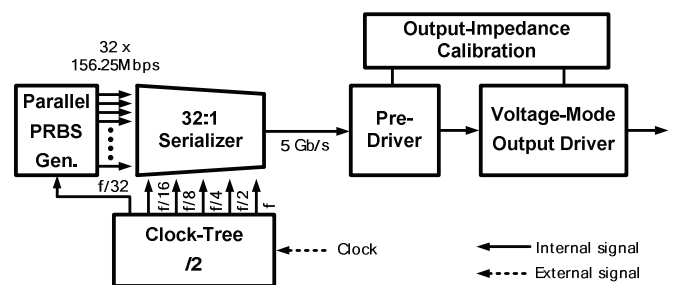 Output-Impedance
Calibration
32 x
156.25Mbps
Parallel
PRBS
Gen.
32:1
Serializer
5 Gb/s
Pre-
Driver
Voltage-Mode
Output Driver
f/32
f/16
f/8
f/4
f/2
f
Clock-Tree
/2
Clock
Internal signal
External signal